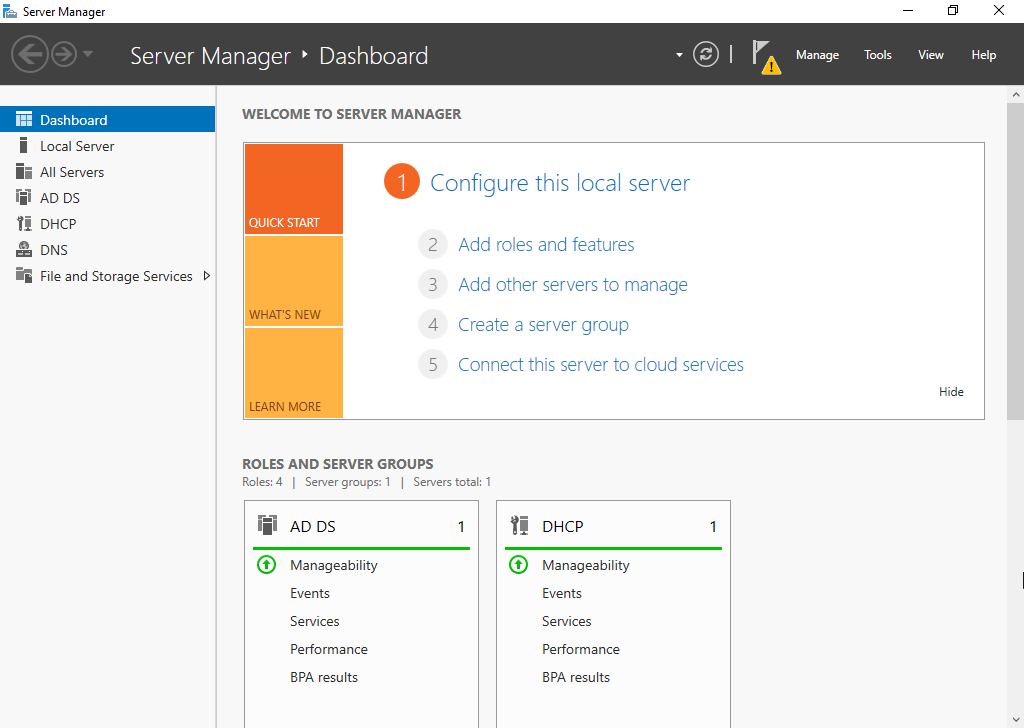 Server Manager
Server Manager ‣ Dashboard
Manage Tools View Help
Dashboard
Local Server
All Servers
AD DS
DHCP
DNS
File and Storage Services
WELCOME TO SERVER MANAGER
QUICK START
WHAT'S NEW
LEARN MORE
1 Configure this local server
2 Add roles and features
3 Add other servers to manage
4 Create a server group
5 Connect this server to cloud services
Hide
ROLES AND SERVER GROUPS
Roles: 4 | Server groups: 1 | Servers total: 1
AD DS 1
Manageability
Events
Services
Performance
BPA results
DHCP 1
Manageability
Events
Services
Performance
BPA results